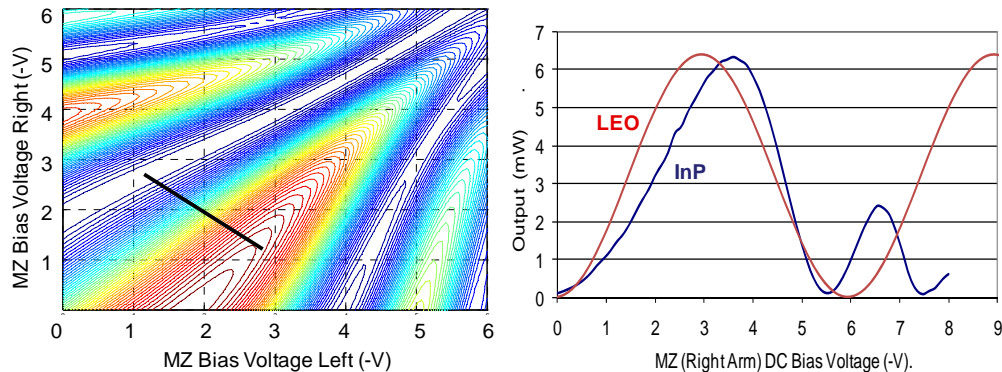 MZ Bias Voltage Right (-V)
6
5
4
3
2
1
0 1 2 3 4 5 6
MZ Bias Voltage Left (-V)
Output (mW)
7
6
5
4
3
2
1
0
LEO
InP
0 1 2 3 4 5 6 7 8 9
MZ (Right Arm) DC Bias Voltage (-V).